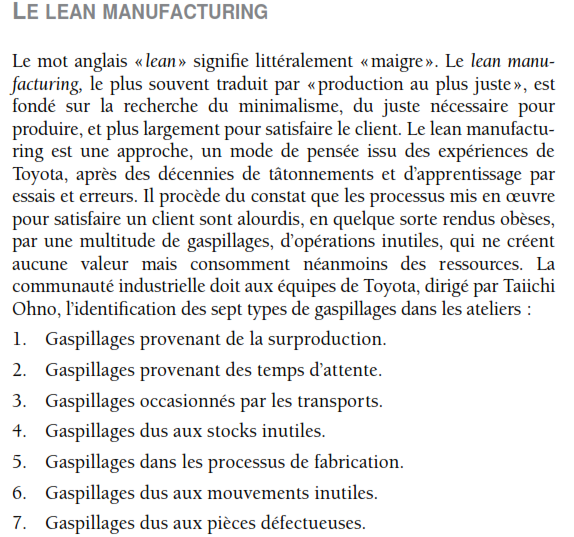 LE LEAN MANUFACTURING
Le mot anglais «lean» signifie littéralement «maigre». Le lean manu-
facturing, le plus souvent traduit par «production au plus juste», est
fondé sur la recherche du minimalisme, du juste nécessaire pour
produire, et plus largement pour satisfaire le client. Le lean manufactu-
ring est une approche, un mode de pensée issu des expériences de
Toyota, après des décennies de tâtonnements et d'apprentissage par
essais et erreurs. Il procède du constat que les processus mis en œuvre
pour satisfaire un client sont alourdis, en quelque sorte rendus obèses,
par une multitude de gaspillages, d'opérations inutiles, qui ne créent
aucune valeur mais consomment néanmoins des ressources. La
communauté industrielle doit aux équipes de Toyota, dirigé par Taiichi
Ohno, l'identification des sept types de gaspillages dans les ateliers :
1. Gaspillages provenant de la surproduction.
2. Gaspillages provenant des temps d'attente.
3. Gaspillages occasionnés par les transports.
4. Gaspillages dus aux stocks inutiles.
5. Gaspillages dans les processus de fabrication.
6. Gaspillages dus aux mouvements inutiles.
7. Gaspillages dus aux pièces défectueuses.